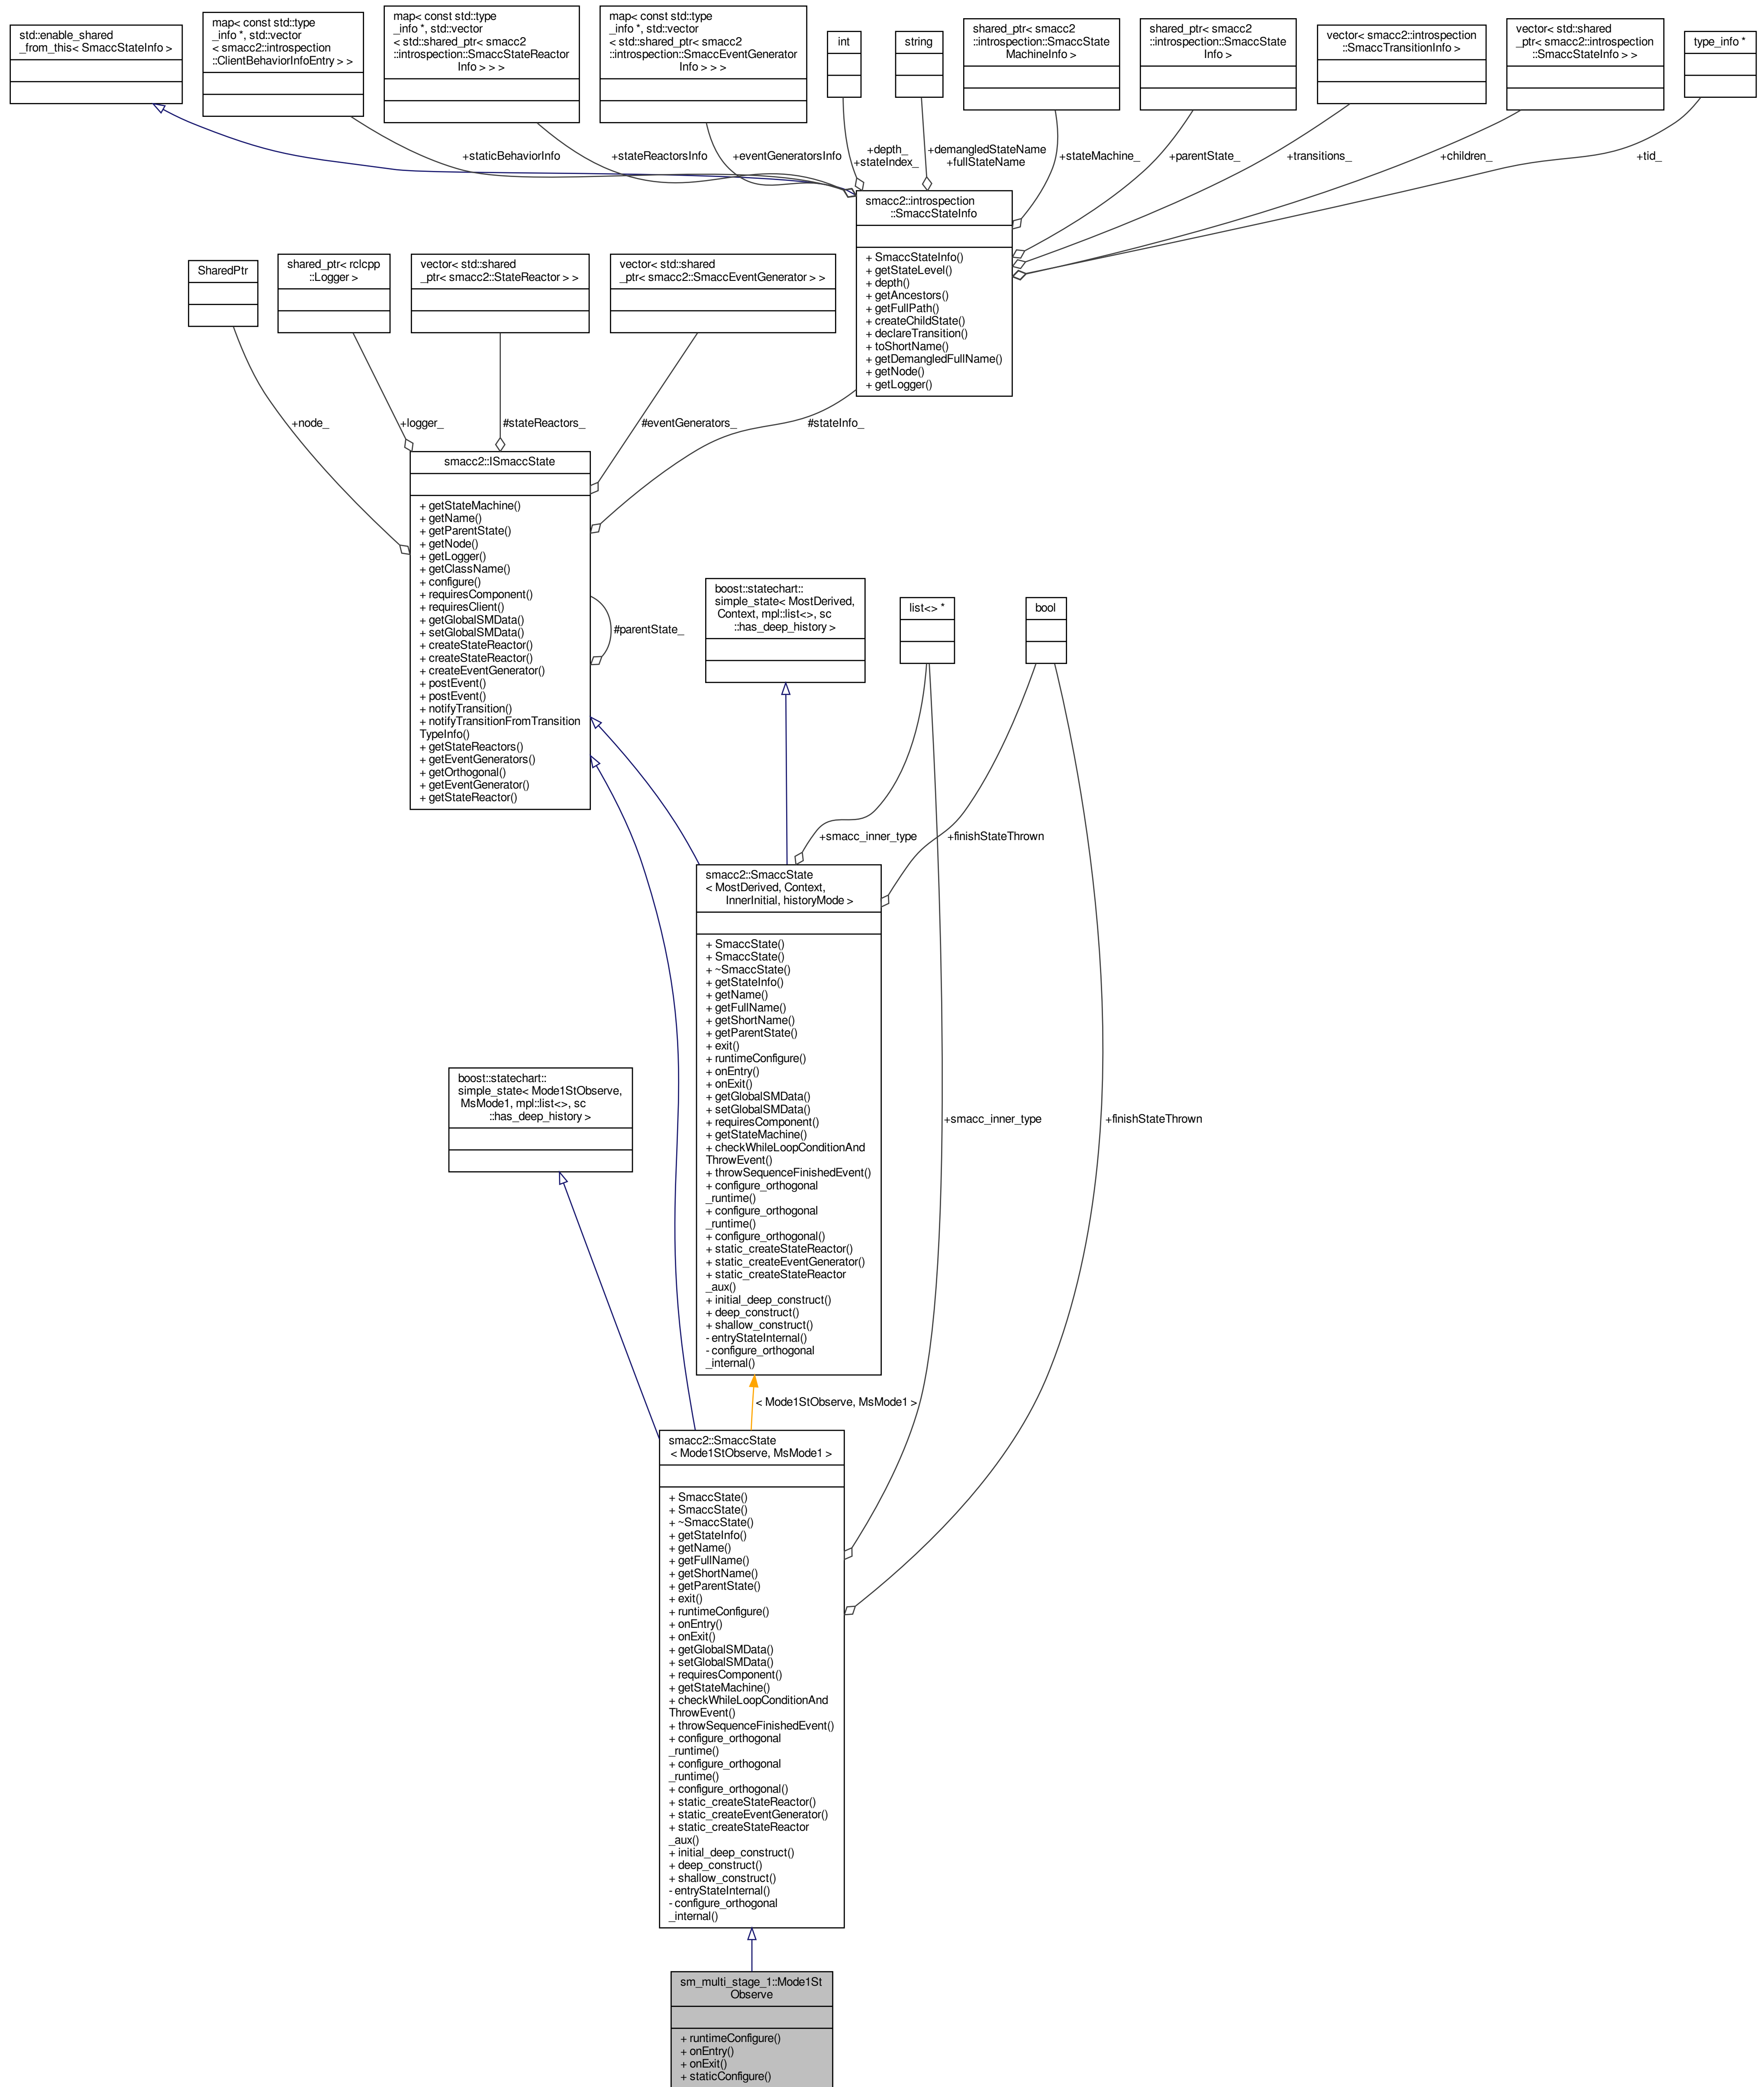 std::enable_shared
_from_this< SmaccStateInfo >
map< const std::type
_info *, std::vector
< smacc2::introspection
::ClientBehaviorInfoEntry > >
map< const std::type
_info *, std::vector
< std::shared_ptr< smacc2
::introspection::SmaccStateReactor
Info > > >
map< const std::type
_info *, std::vector
< std::shared_ptr< smacc2
::introspection::SmaccEventGenerator
Info > > >
int
string
shared_ptr< smacc2
::introspection::SmaccState
MachineInfo >
shared_ptr< smacc2
::introspection::SmaccState
Info >
vector< smacc2::introspection
::SmaccTransitionInfo >
vector< std::shared
_ptr< smacc2::introspection
::SmaccStateInfo > >
type_info *
+staticBehaviorInfo
+stateReactorsInfo
+eventGeneratorsInfo
+depth_
+stateIndex_
+demangledStateName
+fullStateName
+stateMachine_
+parentState_
+transitions_
+children_
+tid_
smacc2::introspection
::SmaccStateInfo
+ SmaccStateInfo()
+ getStateLevel()
+ depth()
+ getAncestors()
+ getFullPath()
+ createChildState()
+ declareTransition()
+ toShortName()
+ getDemangledFullName()
+ getNode()
+ getLogger()
SharedPtr
shared_ptr< rclcpp
::Logger >
vector< std::shared
_ptr< smacc2::StateReactor > >
vector< std::shared
_ptr< smacc2::SmaccEventGenerator > >
+node_
+logger_
#stateReactors_
#eventGenerators_
#stateInfo_
smacc2::ISmaccState
+ getStateMachine()
+ getName()
+ getParentState()
+ getNode()
+ getLogger()
+ getClassName()
+ configure()
+ requiresComponent()
+ requiresClient()
+ getGlobalSMData()
+ setGlobalSMData()
+ createStateReactor()
+ createStateReactor()
+ createEventGenerator()
+ postEvent()
+ postEvent()
+ notifyTransition()
+ notifyTransitionFromTransition
TypeInfo()
+ getStateReactors()
+ getEventGenerators()
+ getOrthogonal()
+ getEventGenerator()
+ getStateReactor()
#parentState_
boost::statechart::
simple_state< MostDerived,
Context, mpl::list<>, sc
::has_deep_history >
list<> *
bool
+smacc_inner_type
+finishStateThrown
smacc2::SmaccState
< MostDerived, Context,
InnerInitial, historyMode >
+ SmaccState()
+ SmaccState()
+ ~SmaccState()
+ getStateInfo()
+ getName()
+ getFullName()
+ getShortName()
+ getParentState()
+ exit()
+ runtimeConfigure()
+ onEntry()
+ onExit()
+ getGlobalSMData()
+ setGlobalSMData()
+ requiresComponent()
+ getStateMachine()
+ checkWhileLoopConditionAnd
ThrowEvent()
+ throwSequenceFinishedEvent()
+ configure_orthogonal
_runtime()
+ configure_orthogonal
_runtime()
+ configure_orthogonal()
+ static_createStateReactor()
+ static_createEventGenerator()
+ static_createStateReactor
_aux()
+ initial_deep_construct()
+ deep_construct()
+ shallow_construct()
- entryStateInternal()
- configure_orthogonal
_internal()
boost::statechart::
simple_state< Mode1StObserve,
MsMode1, mpl::list<>, sc
::has_deep_history >
+smacc_inner_type
+finishStateThrown
< Mode1StObserve, MsMode1 >
smacc2::SmaccState
< Mode1StObserve, MsMode1 >
+ SmaccState()
+ SmaccState()
+ ~SmaccState()
+ getStateInfo()
+ getName()
+ getFullName()
+ getShortName()
+ getParentState()
+ exit()
+ runtimeConfigure()
+ onEntry()
+ onExit()
+ getGlobalSMData()
+ setGlobalSMData()
+ requiresComponent()
+ getStateMachine()
+ checkWhileLoopConditionAnd
ThrowEvent()
+ throwSequenceFinishedEvent()
+ configure_orthogonal
_runtime()
+ configure_orthogonal
_runtime()
+ configure_orthogonal()
+ static_createStateReactor()
+ static_createEventGenerator()
+ static_createStateReactor
_aux()
+ initial_deep_construct()
+ deep_construct()
+ shallow_construct()
- entryStateInternal()
- configure_orthogonal
_internal()
sm_multi_stage_1::Mode1St
Observe
+ runtimeConfigure()
+ onEntry()
+ onExit()
+ staticConfigure()